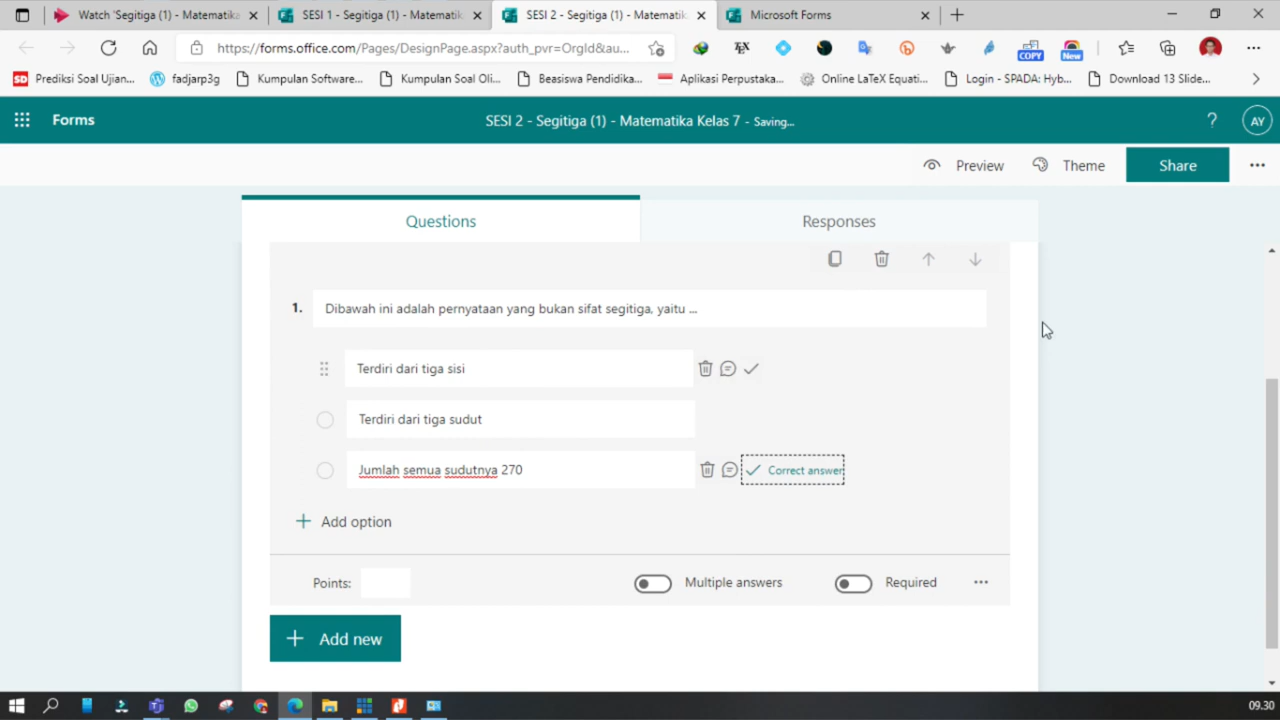 Watch 'Segitiga (1) - Matematika
SESI 1 - Segitiga (1) - Matematik
SESI 2 - Segitiga (1) - Matematik
Microsoft Forms
https://forms.office.com/Pages/DesignPage.aspx?auth_pvr=OrgId&au...
TEX
COPY
New
SD Prediksi Soal Ujian...
fadjarp3g
Kumpulan Software...
Kumpulan Soal Oli...
Beasiswa Pendidika...
Aplikasi Perpustaka...
Online LaTeX Equati...
Login - SPADA: Hyb...
Download 13 Slide...
Forms
SESI 2 - Segitiga (1) - Matematika Kelas 7 - Saving...
? AY
Preview
Theme
Share
Questions
Responses
1. Dibawah ini adalah pernyataan yang bukan sifat segitiga, yaitu ...
Terdiri dari tiga sisi
Terdiri dari tiga sudut
Jumlah semua sudutnya 270
Correct answer
Add option
Points:
Multiple answers
Required
Add new
09.30